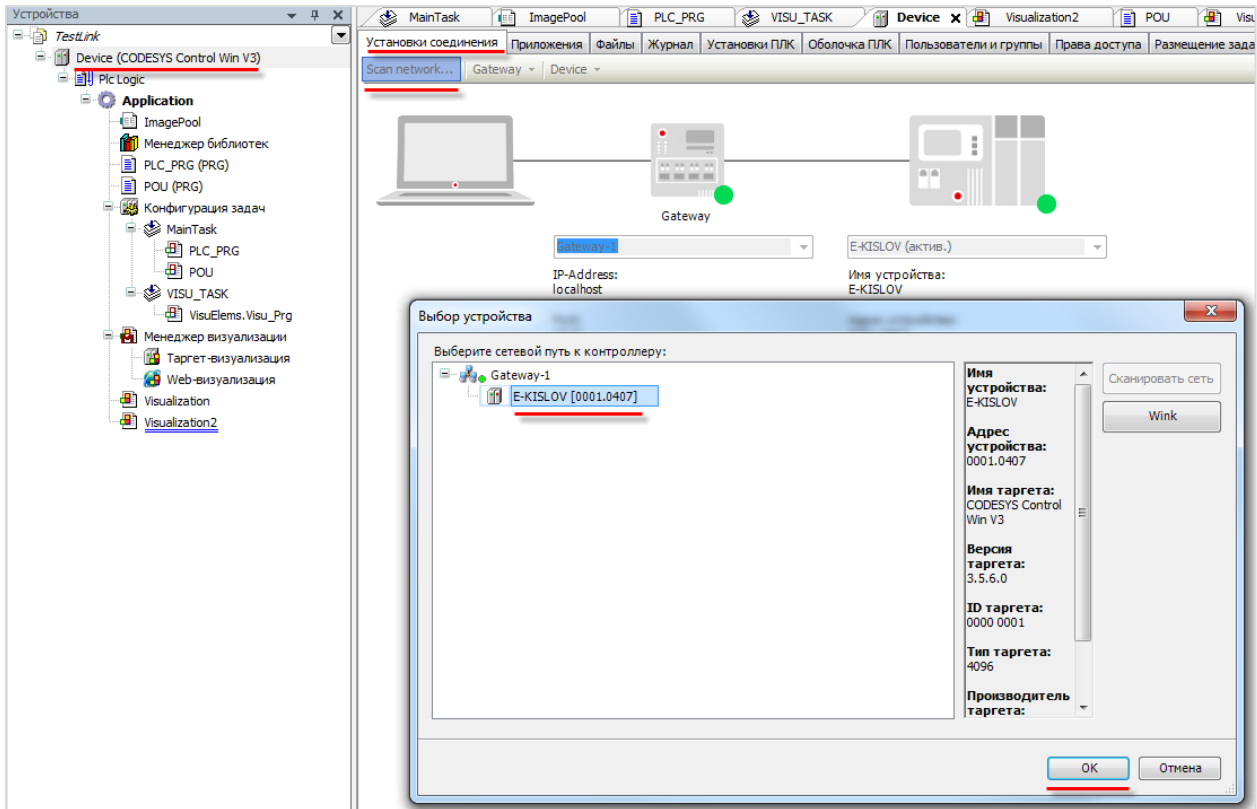 Устройства
TestLink
Device (CODESYS Control Win V3)
Plc Logic
Application
ImagePool
Менеджер библиотек
PLC_PRG (PRG)
POU (PRG)
Конфигурация задач
MainTask
PLC_PRG
POU
VISU_TASK
VisuElems.Visu_Prg
Менеджер визуализации
Таргет-визуализация
Web-визуализация
Visualization
Visualization2
MainTask ImagePool PLC_PRG VISU_TASK Device Visualization2 POU Visu
Установки соединения Приложения Файлы Журнал Установки ПЛК Оболочка ПЛК Пользователи и группы Права доступа Размещение зада
Scan network... Gateway Device
Gateway
Gateway-1 E-KISLOV (актив.)
IP-Address: Имя устройства:
localhost E-KISLOV
Выбор устройства
Выберите сетевой путь к контроллеру:
Gateway-1
E-KISLOV [0001.0407]
Имя
устройства:
E-KISLOV
Адрес
устройства:
0001.0407
Имя таргета:
CODESYS Control
Win V3
Версия
таргета:
3.5.6.0
ID таргета:
0000 0001
Тип таргета:
4096
Производитель
таргета:
Сканировать сеть
Wink
OK Отмена